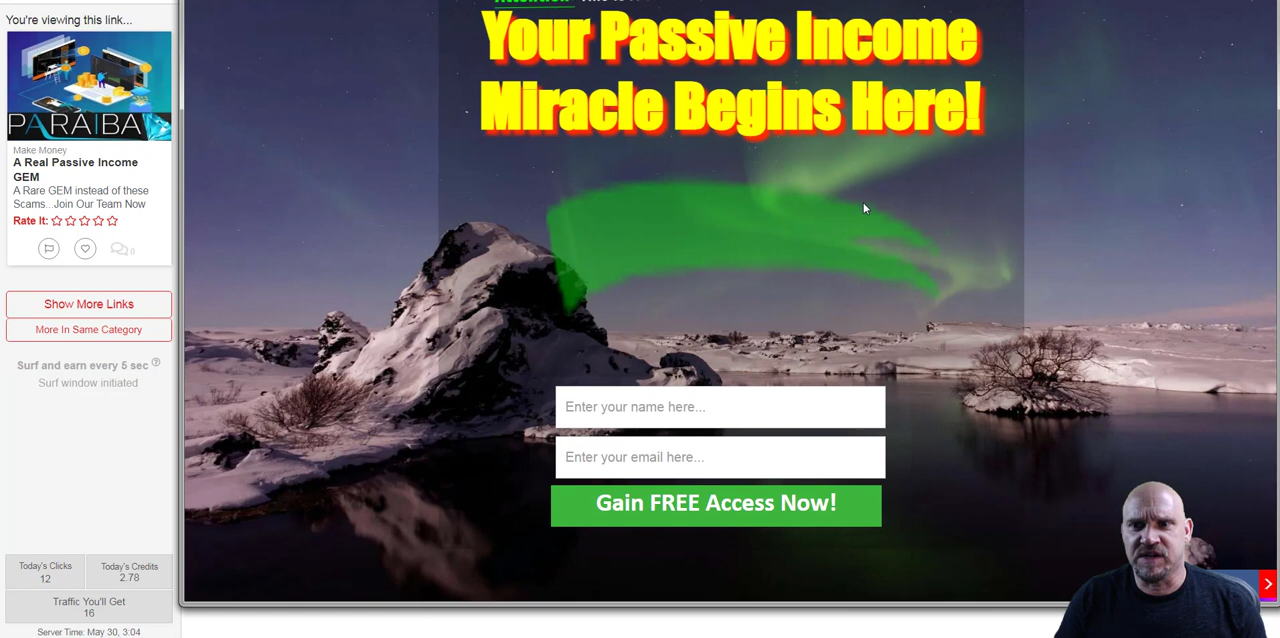 You're viewing this link...
PARAIBA
Make Money
A Real Passive Income
GEM
A Rare GEM instead of these
Scams...Join Our Team Now
Rate It:
0
Show More Links
More In Same Category
Surf and earn every 5 sec ?
Surf window initiated
Today's Clicks
12
Today's Credits
2.78
Traffic You'll Get
16
Server Time: May 30, 3:04
Your Passive Income
Miracle Begins Here!
Enter your name here...
Enter your email here...
Gain FREE Access Now!